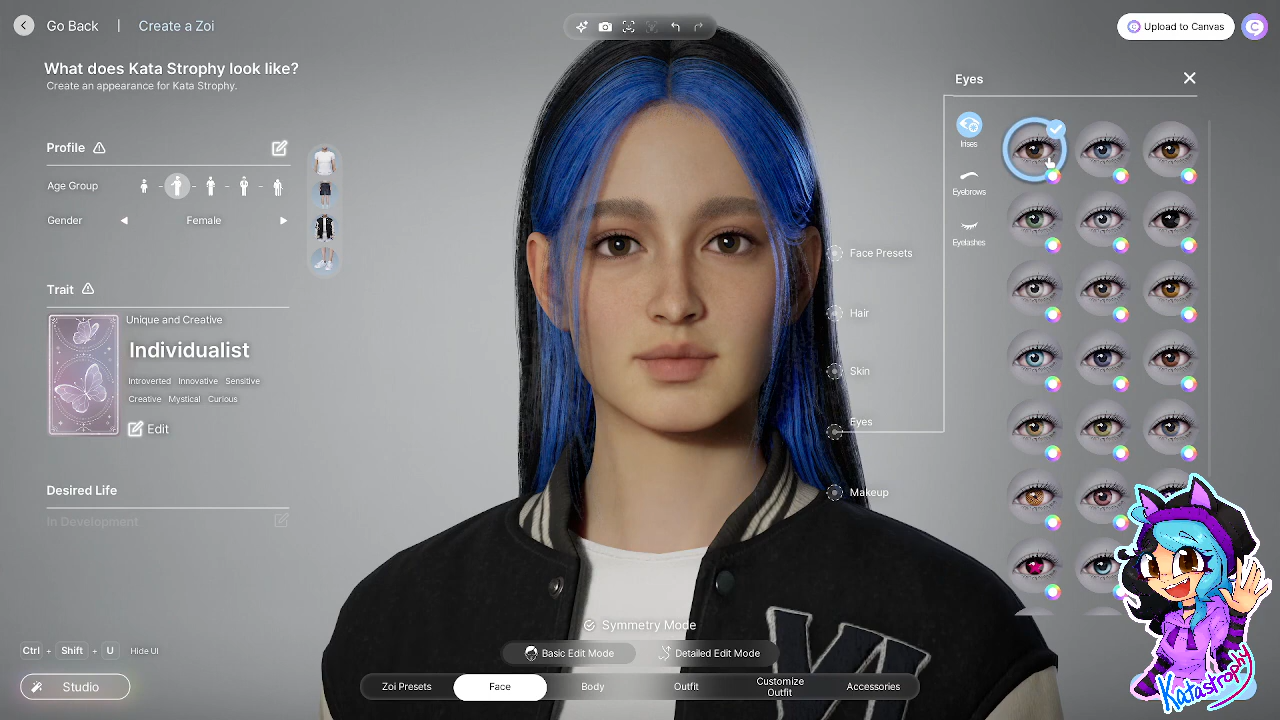 Go Back | Create a Zoi
Upload to Canvas
What does Kata Strophy look like?
Create an appearance for Kata Strophy.
Profile
Age Group
Gender
Female
Trait
Unique and Creative
Individualist
Introverted Innovative Sensitive
Creative Mystical Curious
Edit
Desired Life
In Development
Ctrl + Shift + U Hide UI
Studio
Face Presets
Hair
Skin
Eyes
Makeup
Eyes
Irises
Eyebrows
Eyelashes
Symmetry Mode
Basic Edit Mode
Detailed Edit Mode
Zoi Presets
Face
Body
Outfit
Customize
Outfit
Accessories
Katastrophy